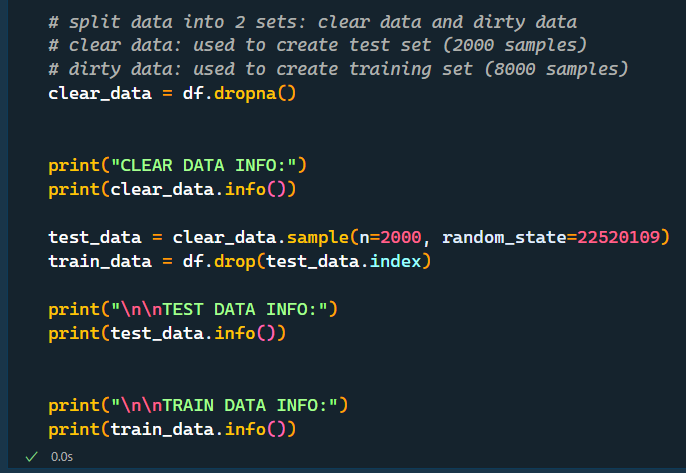 # split data into 2 sets: clear data and dirty data
# clear data: used to create test set (2000 samples)
# dirty data: used to create training set (8000 samples)
clear_data = df.dropna()
print("CLEAR DATA INFO:")
print(clear_data.info())
test_data = clear_data.sample(n=2000, random_state=22520109)
train_data = df.drop(test_data.index)
print("\n\nTEST DATA INFO:")
print(test_data.info())
print("\n\nTRAIN DATA INFO:")
print(train_data.info())
0.0s